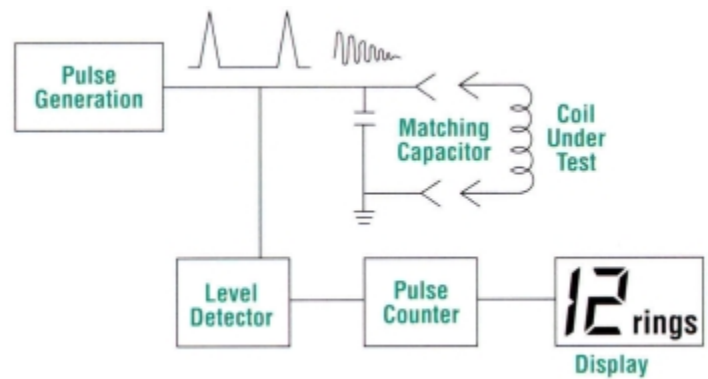 Pulse
Generation
Matching
Capacitor
Coil
Under
Test
Level
Detector
Pulse
Counter
12 rings
Display